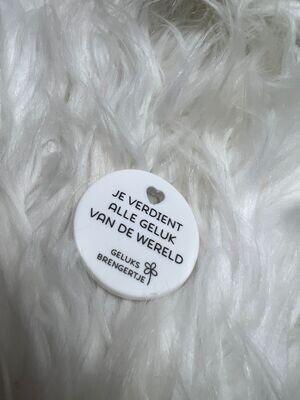 JE VERDIENT
ALLE GELUK
VAN DE WERELD
GELUKS
BRENGERTJE